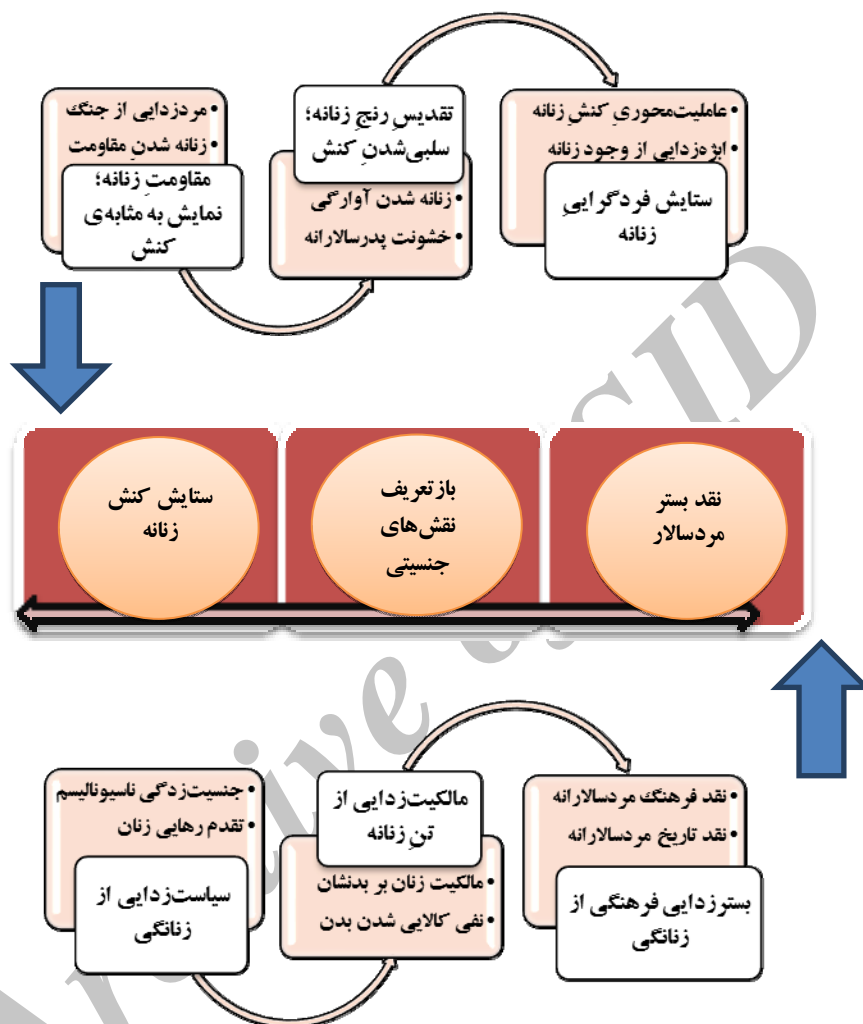 • عاملیت‌محوریِ کنشِ زنانه
• ابژه‌زدایی از وجود زنانه
ستایش فردگراییِ
زنانه
تقدیسِ رنجِ زنانه؛
سلبی‌شدنِ کنش
• زنانه شدن آوارگی
• خشونت پدرسالارانه
• مردزدایی از جنگ
• زنانه شدنِ مقاومت
مقاومتِ زنانه؛
نمایش به مثابه‌ی
کنش
نقد بستر
مردسالار
بازتعریف
نقش‌های
جنسیتی
ستایش کنش
زنانه
• نقد فرهنگ مردسالارانه
• نقد تاریخ مردسالارانه
بسترزدایی فرهنگی از
زنانگی
مالکیت‌زدایی از
تنِ زنانه
• مالکیت زنان بر بدنشان
• نفی کالایی شدن بدن
• جنسیت‌زدگی ناسیونالیسم
• تقدم رهایی زنان
سیاست‌زدایی از
زنانگی
Archive of SID